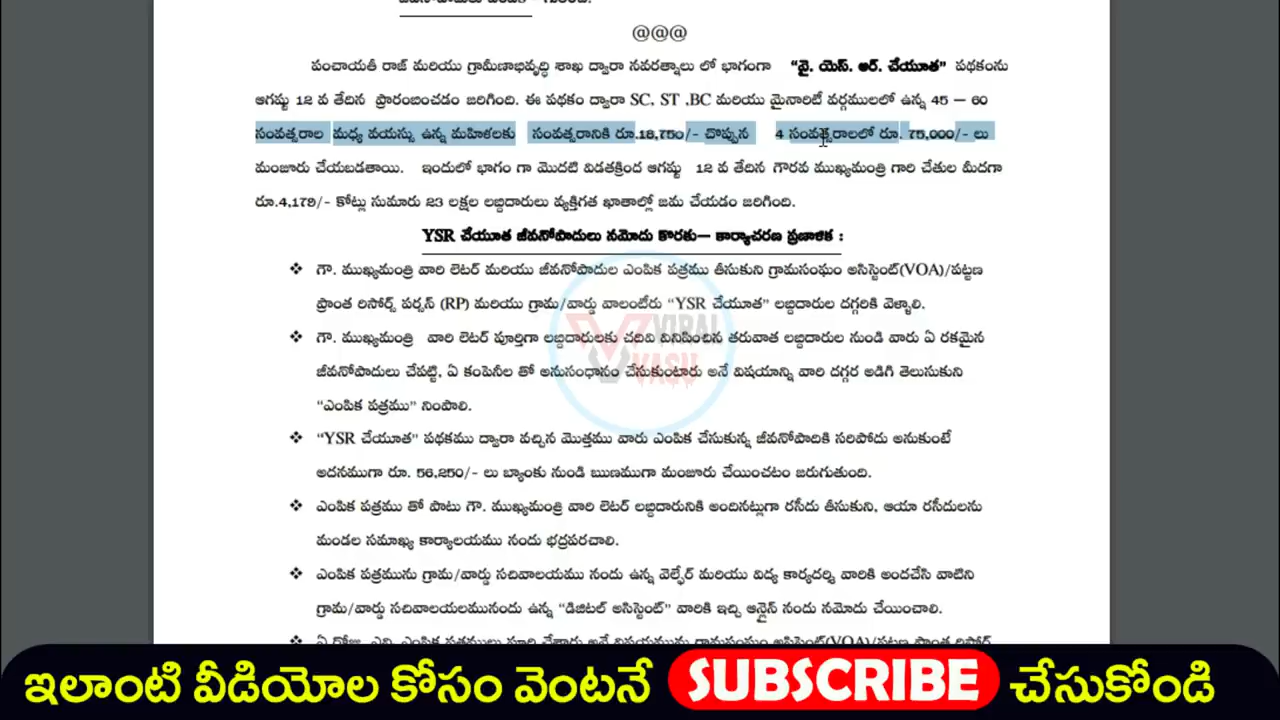 @@@
పంచాయతీ రాజ్ మరియు గ్రామీణాభివృద్ధి శాఖ ద్వారా నవరత్నాలు లో భాగంగా “వై. యెస్. ఆర్. చేయూత” పథకంను
ఆగష్టు 12 వ తేదిన ప్రారంబించడం జరిగింది. ఈ పథకం ద్వారా SC, ST ,BC మరియు మైనారిటీ వర్గములలో ఉన్న 45 – 60
సంవత్సరాల మధ్య వయస్సు ఉన్న మహిళలకు సంవత్సరానికి రూ.18,750/- చొప్పున 4 సంవత్సరాలలో రూ. 75,000/- లు
మంజూరు చేయబడతాయి. ఇందులో భాగం గా మొదటి విడతక్రింద ఆగష్టు 12 వ తేదిన గౌరవ ముఖ్యమంత్రి గారి చేతుల మీదగా
రూ.4,179/- కోట్లు సుమారు 23 లక్షల లబ్దిదారులు వ్యక్తిగత ఖాతాల్లో జమ చేయడం జరిగింది.
YSR చేయూత జీవనోపాదులు నమోదు కొరకు– కార్యాచరణ ప్రణాళిక :
❖ గౌ. ముఖ్యమంత్రి వారి లెటర్ మరియు జీవనోపాదుల ఎంపిక పత్రము తీసుకుని గ్రామసంఘం అసిస్టెంట్(VOA)/పట్టణ
ప్రాంత రిసోర్స్ పర్సన్ (RP) మరియు గ్రామ/వార్డు వాలంటీరు “YSR చేయూత” లబ్దిదారుల దగ్గరికి వెళ్ళాలి.
❖ గౌ. ముఖ్యమంత్రి వారి లెటర్ పూర్తిగా లబ్దిదారులకు చదివి వినిపించిన తరువాత లబ్దిదారుల నుండి వారు ఏ రకమైన
జీవనోపాదులు చేపట్టి, ఏ కంపెనీల తో అనుసంధానం చేసుకుంటారు అనే విషయాన్ని వారి దగ్గర అడిగి తెలుసుకుని
“ఎంపిక పత్రము” నింపాలి.
❖ “YSR చేయూత” పథకము ద్వారా వచ్చిన మొత్తము వారు ఎంపిక చేసుకున్న జీవనోపాదికి సరిపోదు అనుకుంటే
అదనముగా రూ. 56,250/- లు బ్యాంకు నుండి ఋణముగా మంజూరు చేయించటం జరుగుతుంది.
❖ ఎంపిక పత్రము తో పాటు గౌ. ముఖ్యమంత్రి వారి లెటర్ లబ్దిదారునికి అందినట్లుగా రసీదు తీసుకుని, ఆయా రసీదులను
మండల సమాఖ్య కార్యాలయము నందు భద్రపరచాలి.
❖ ఎంపిక పత్రమును గ్రామ/వార్డు సచివాలయము నందు ఉన్న వెల్ఫేర్ మరియు విద్య కార్యదర్శి వారికి అందచేసి వాటిని
గ్రామ/వార్డు సచివాలయలమునందు ఉన్న “డిజిటల్ అసిస్టెంట్” వారికి ఇచ్చి ఆన్లైన్ నందు నమోదు చేయించాలి.
VIRAL
VASU
ఇలాంటి వీడియోల కోసం వెంటనే SUBSCRIBE చేసుకోండి